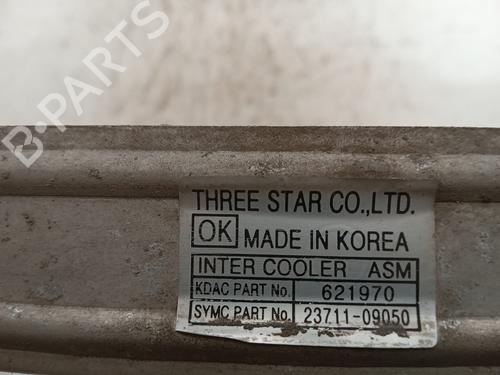 B-PARTS
THREE STAR CO.,LTD.
OK MADE IN KOREA
INTER COOLER ASM
KDAC PART No. 621970
SYMC PART No. 23711-09050